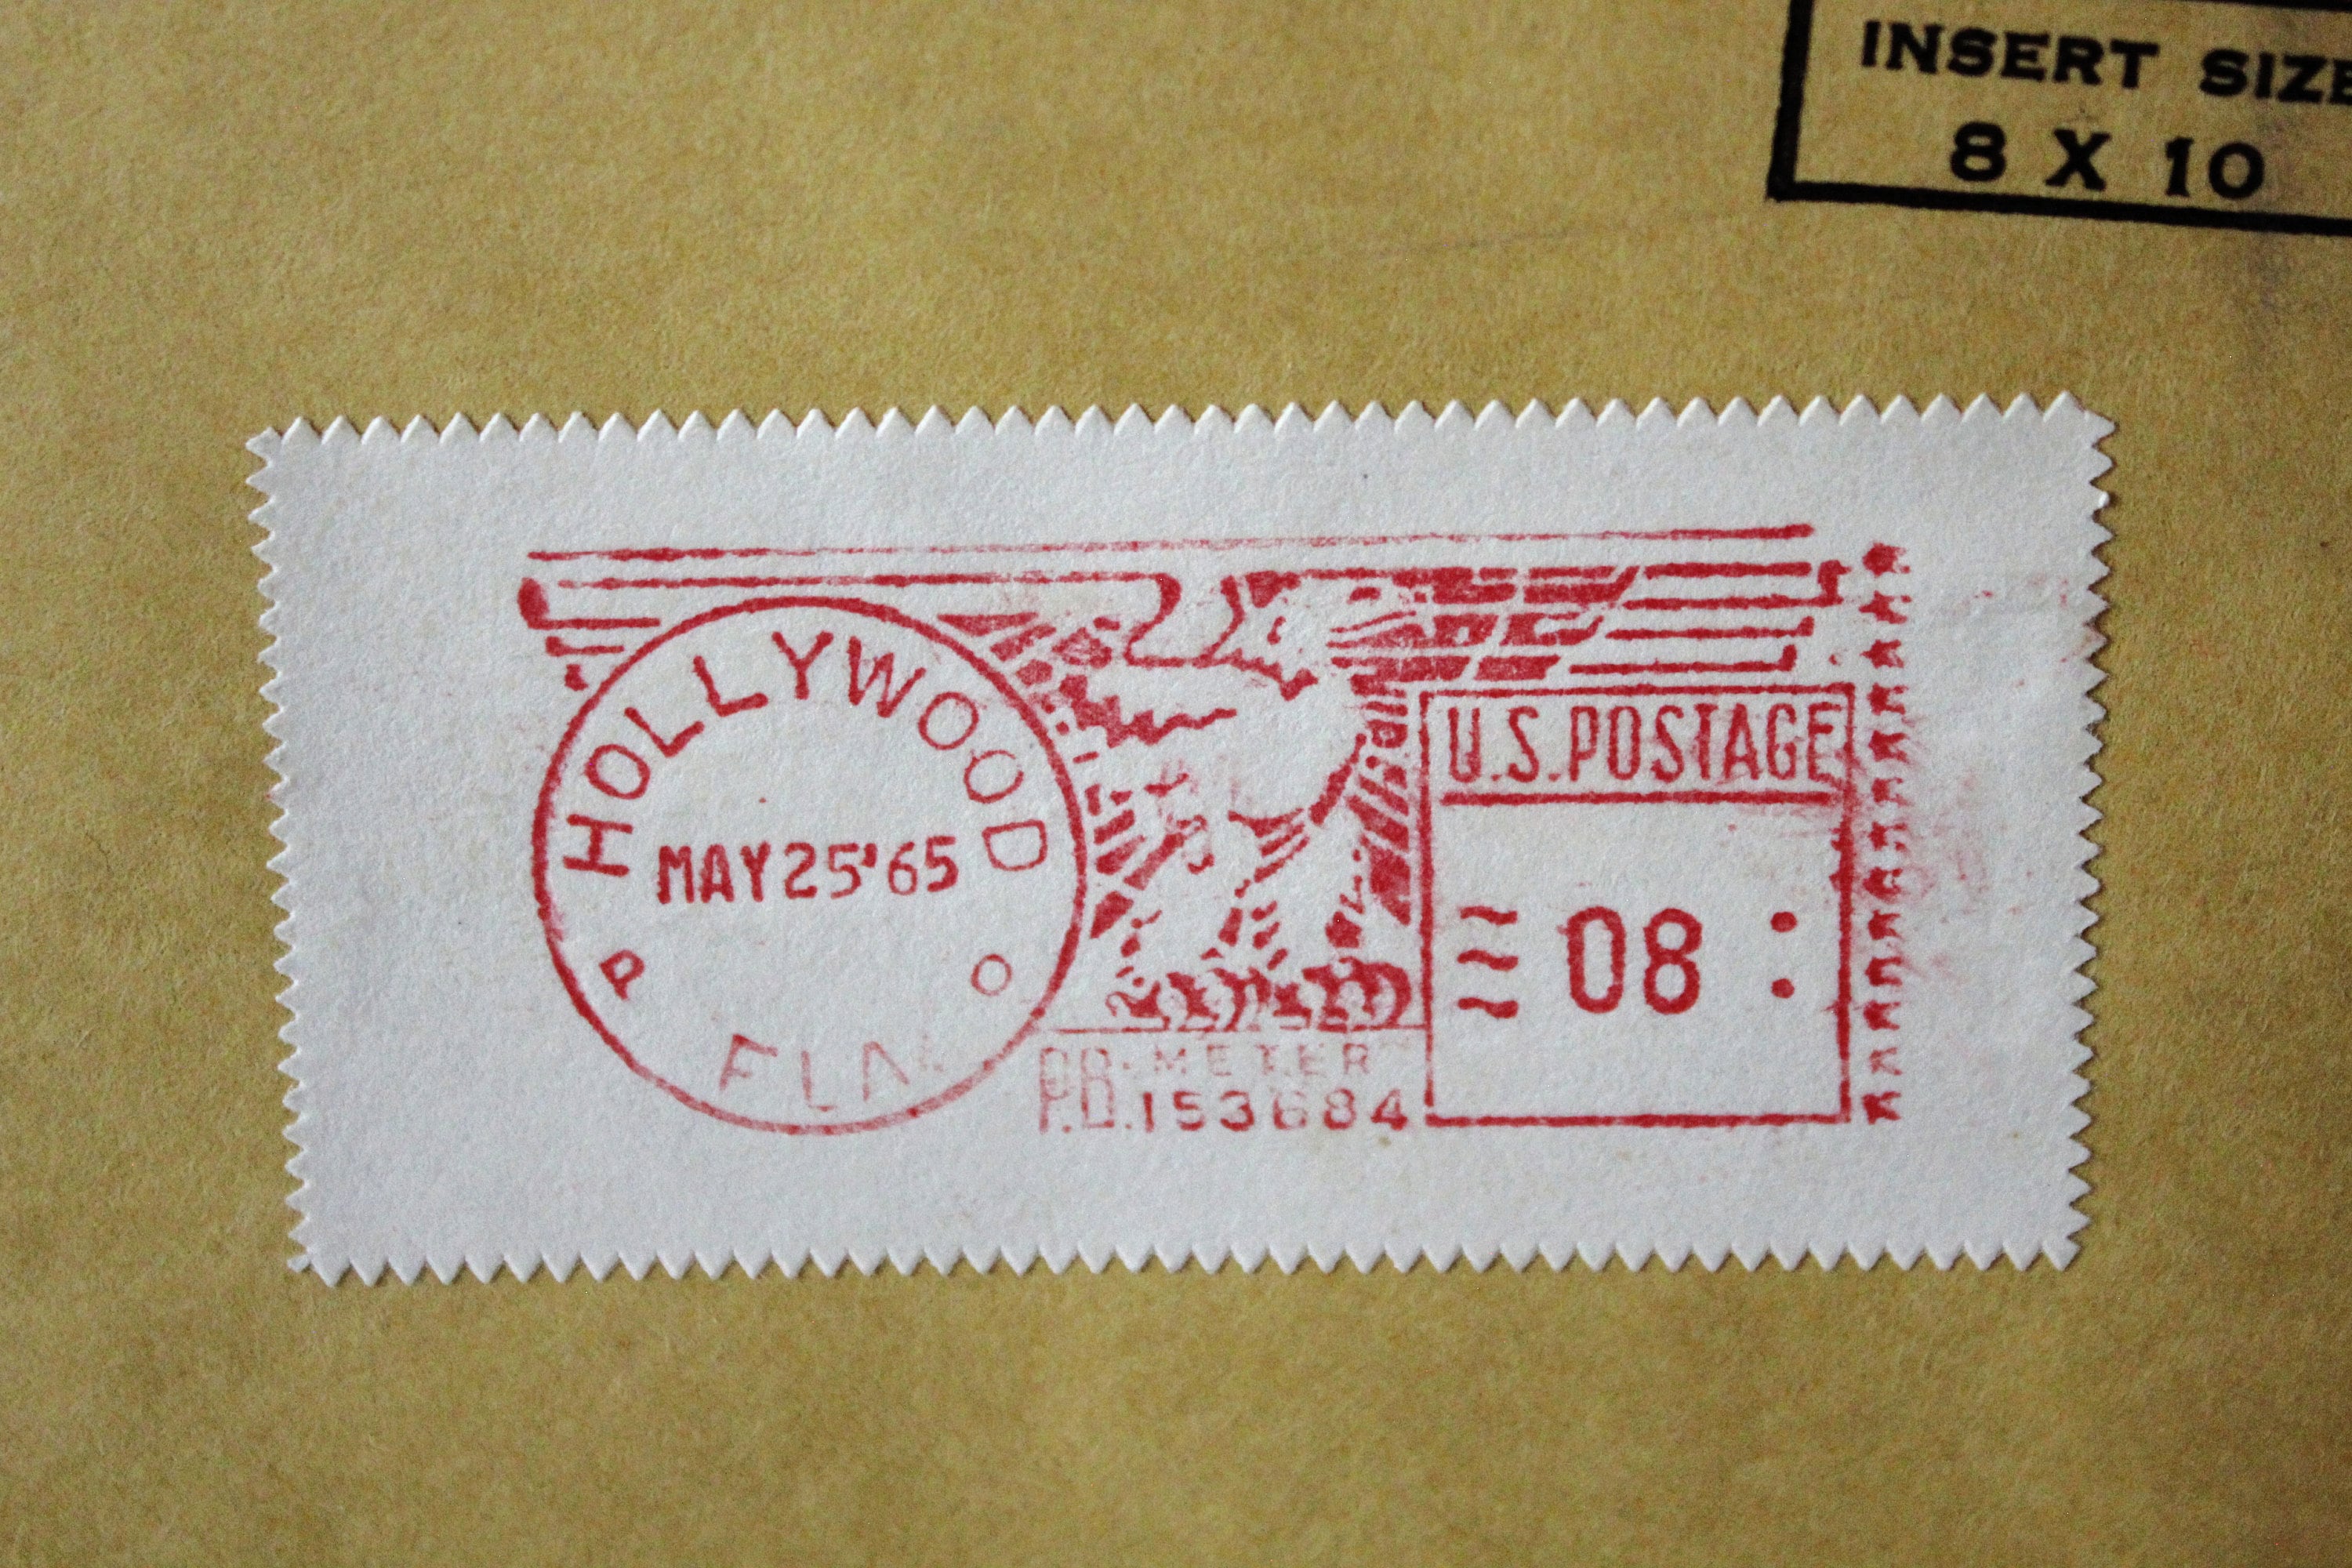 INSERT SIZE
8 X 10
HOLLYWOOD
MAY 25'65
P O
FLA
U.S. POSTAGE
08
P.B. METER
153684